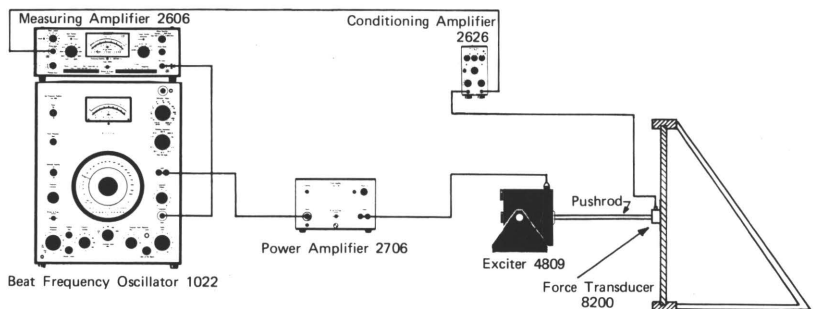 Measuring Amplifier 2606
Conditioning Amplifier
2626
Pushrod
Power Amplifier 2706
Exciter 4809
Force Transducer
8200
Beat Frequency Oscillator 1022